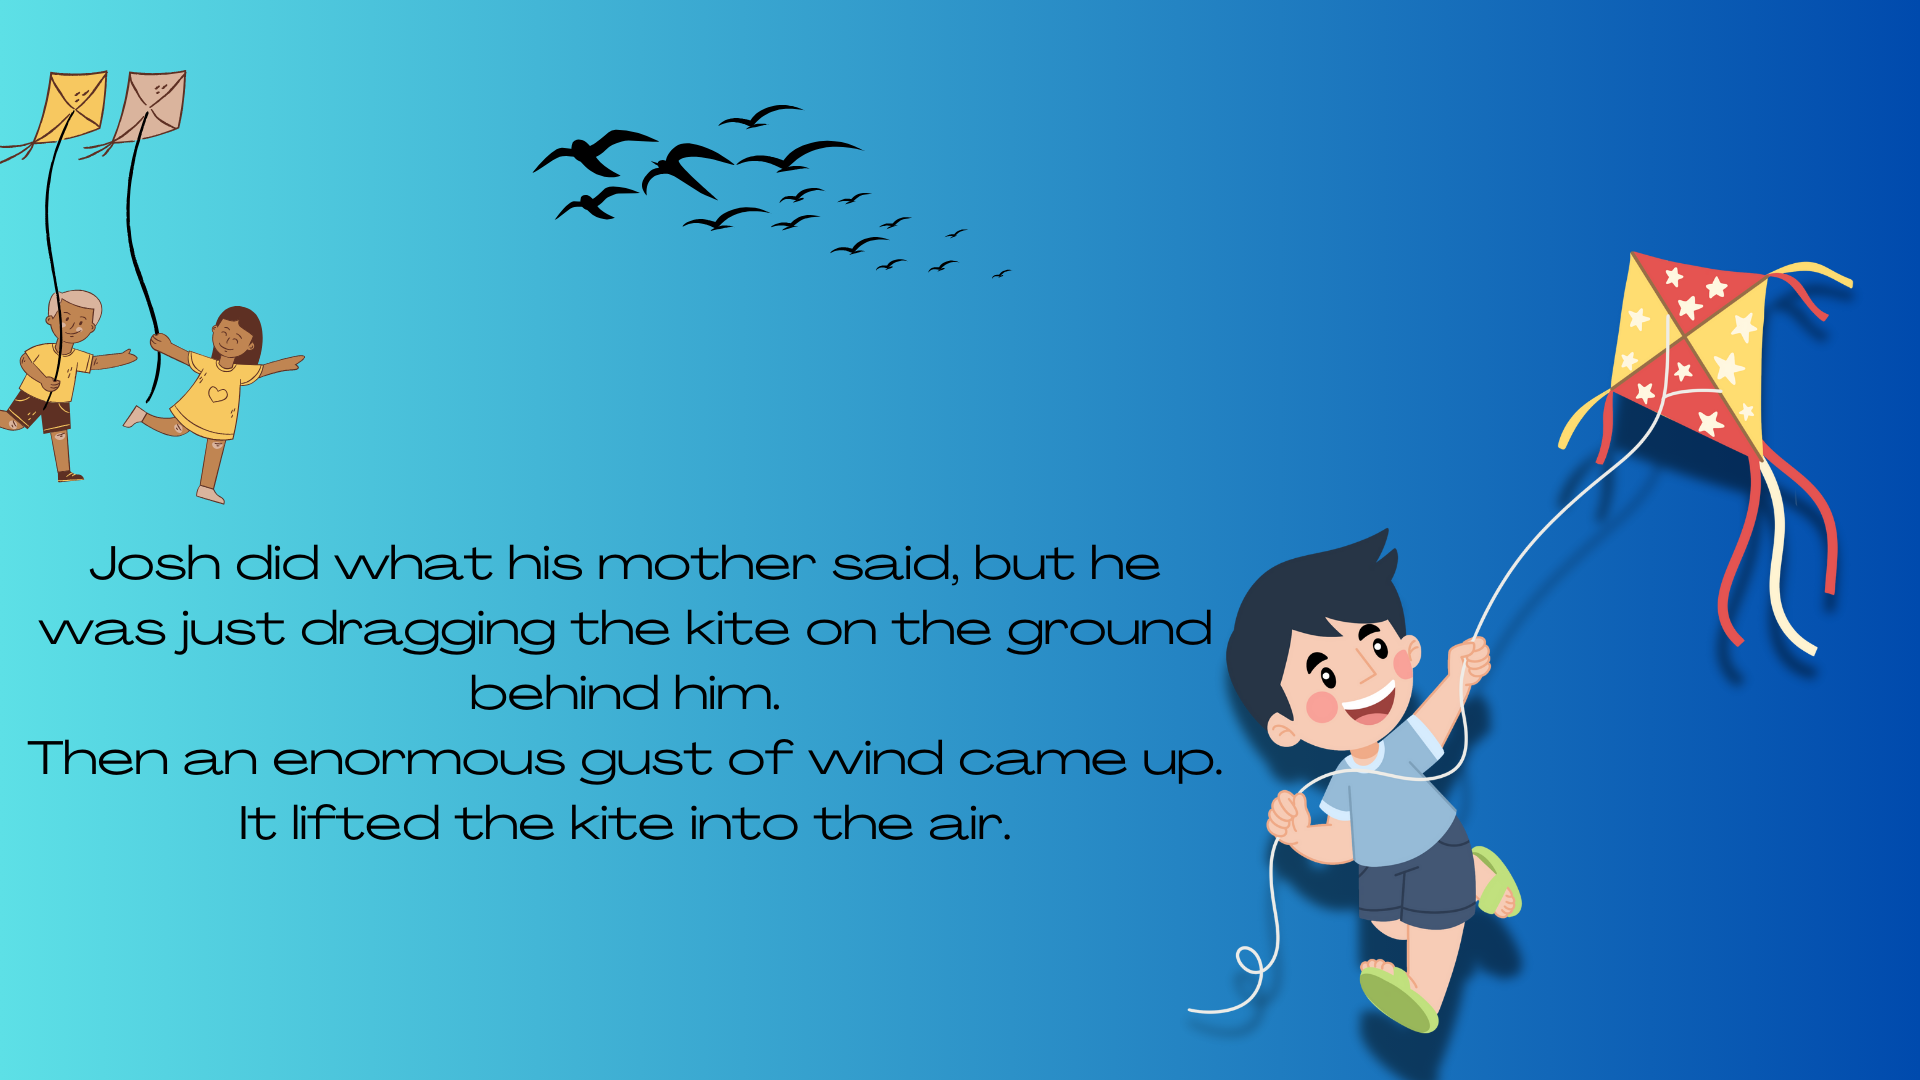 Josh did what his mother said, but he
was just dragging the kite on the ground
behind him.
Then an enormous gust of wind came up.
It lifted the kite into the air.